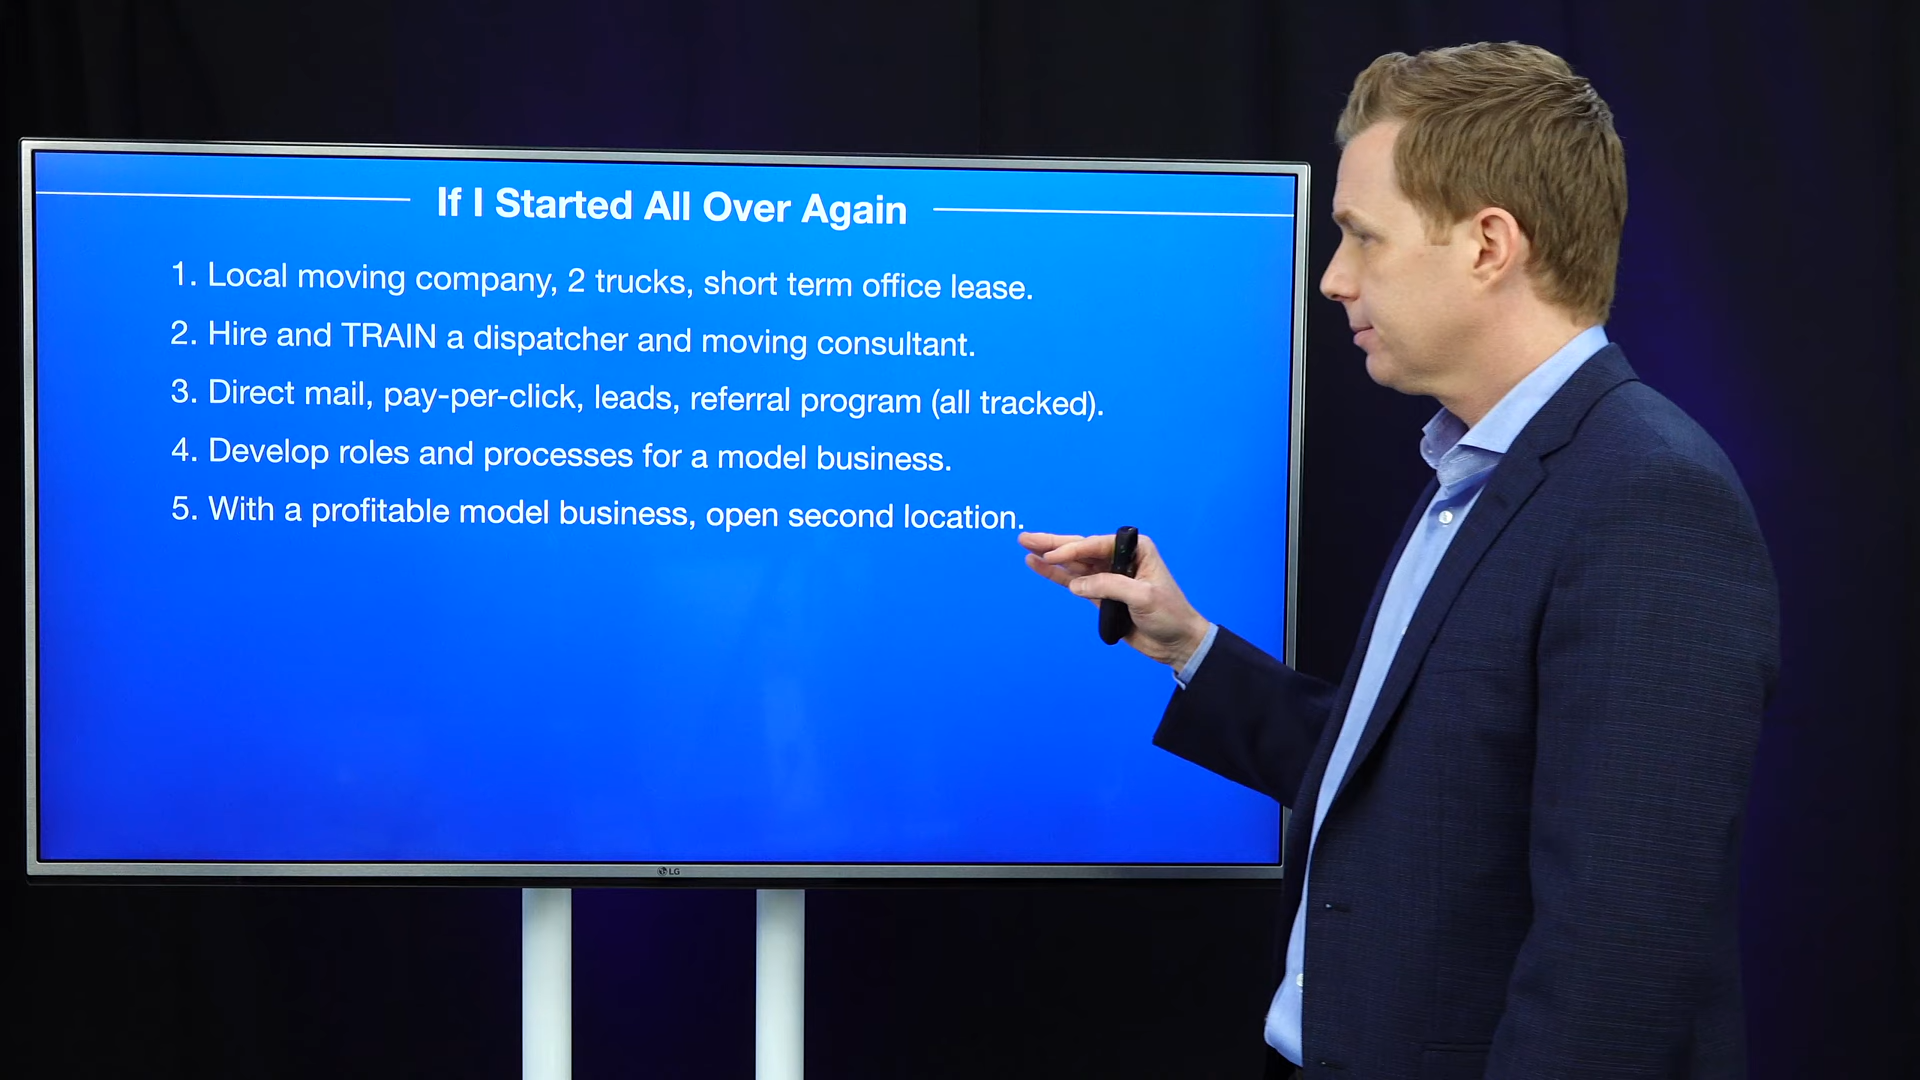 If I Started All Over Again
1. Local moving company, 2 trucks, short term office lease.
2. Hire and TRAIN a dispatcher and moving consultant.
3. Direct mail, pay-per-click, leads, referral program (all tracked).
4. Develop roles and processes for a model business.
5. With a profitable model business, open second location.
LG